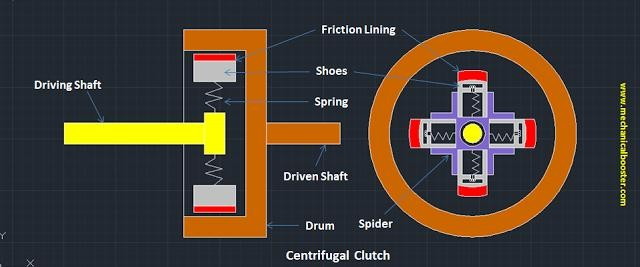 Friction Lining
Driving Shaft
Shoes
Spring
Driven Shaft
Drum
Spider
Centrifugal Clutch
www.mechanicalbooster.com
Y
X